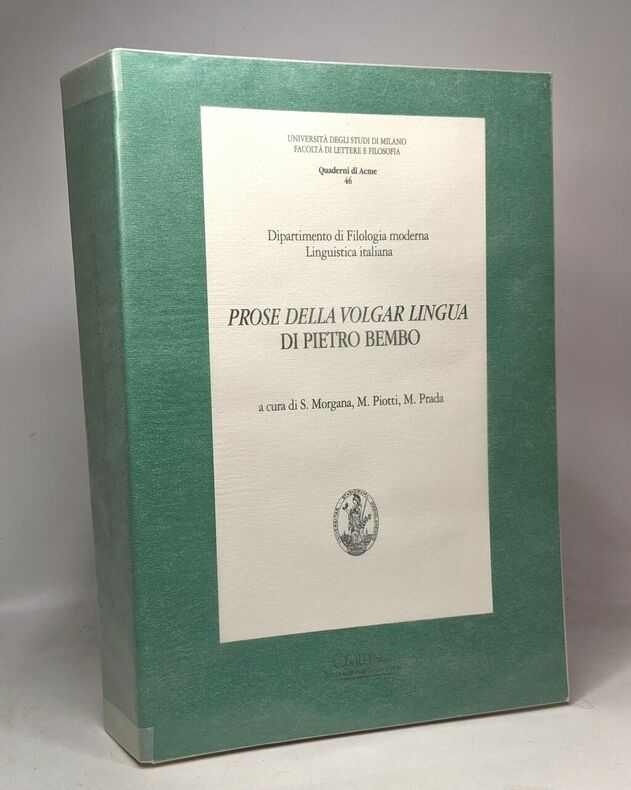 UNIVERSITÀ DEGLI STUDI DI MILANO
FACOLTÀ DI LETTERE E FILOSOFIA
Quaderni di Acme
46
Dipartimento di Filologia moderna
Linguistica italiana
PROSE DELLA VOLGAR LINGUA
DI PIETRO BEMBO
a cura di S. Morgana, M. Piotti, M. Prada